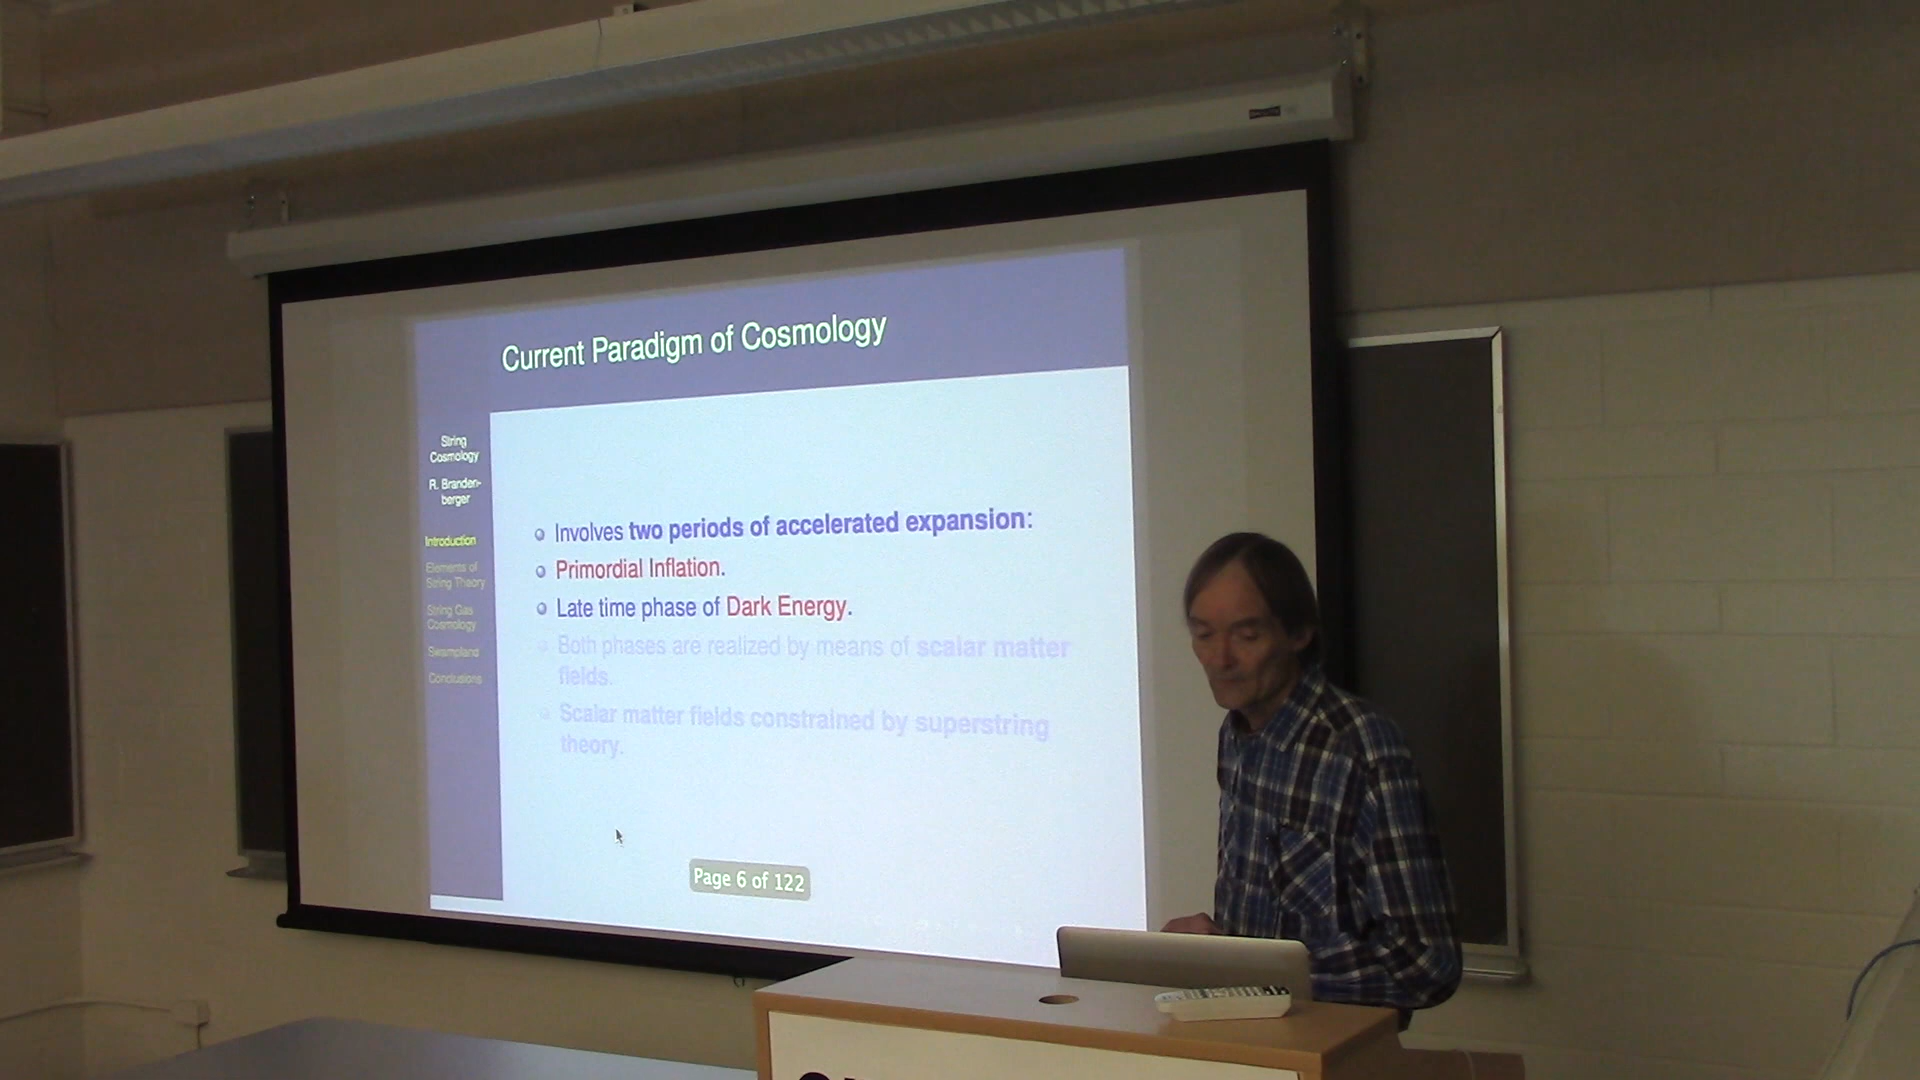 Current Paradigm of Cosmology
String
Cosmology
R. Branden-
berger
Introduction
Elements of
String Theory
String Gas
Cosmology
Swampland
Conclusions
Involves two periods of accelerated expansion:
Primordial Inflation.
Late time phase of Dark Energy.
Both phases are realized by means of scalar matter
fields.
Scalar matter fields constrained by superstring
theory.
Page 6 of 122